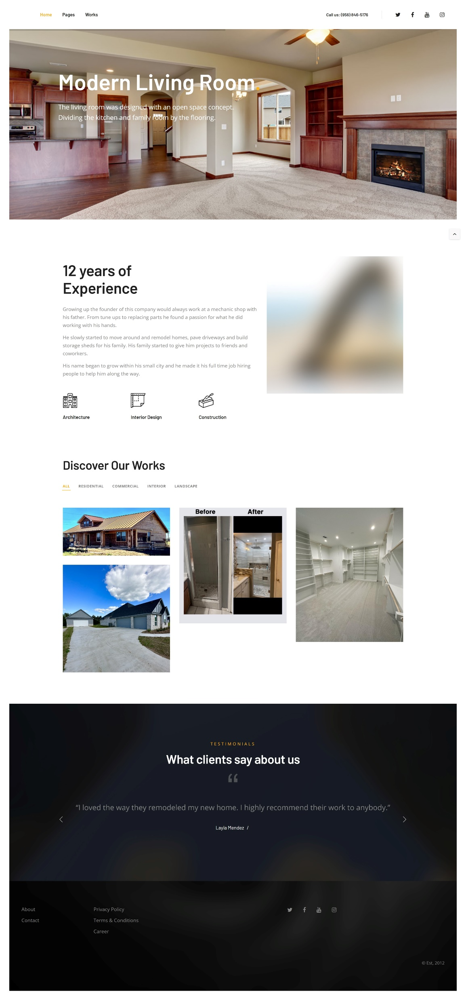 Home Pages Works Call us: (956) 846-5176
Modern Living Room.
The living room was designed with an open space concept.
Dividing the kitchen and family room by the flooring.
12 years of
Experience
Growing up the founder of this company would always work at a mechanic shop with
his father. From tune ups to replacing parts he found a passion for what he did
working with his hands.
He slowly started to move around and remodel homes, pave driveways and build
storage sheds for his family. His family started to give him projects to friends and
coworkers.
His name began to grow within his small city and he made it his full time job hiring
people to help him along the way.
Architecture Interior Design Construction
Discover Our Works
ALL RESIDENTIAL COMMERCIAL INTERIOR LANDSCAPE
Before After
TESTIMONIALS
What clients say about us
“
“I loved the way they remodeled my new home. I highly recommend their work to anybody.”
Layla Mendez /
About Privacy Policy
Contact Terms & Conditions
Career
© Est, 2012